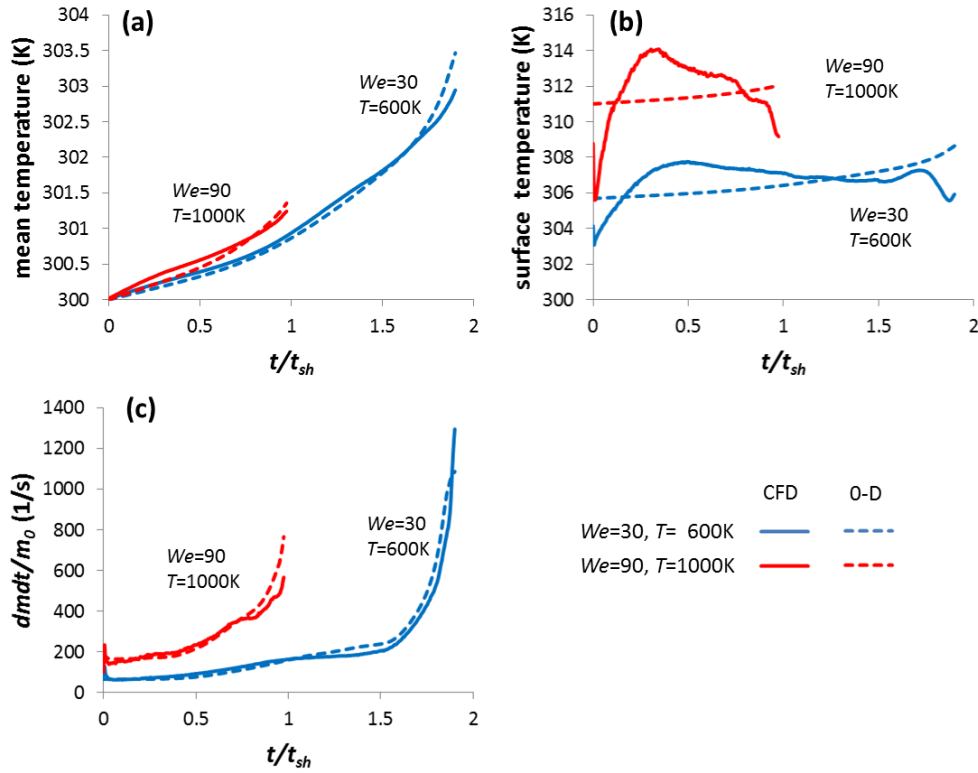 (a)
mean temperature (K)
304
303.5
303
302.5
302
301.5
301
300.5
300
We=30
T=600K
We=90
T=1000K
0
0.5
1
1.5
2
t/t_sh
(b)
surface temperature (K)
316
314
312
310
308
306
304
302
300
We=90
T=1000K
We=30
T=600K
0
0.5
1
1.5
2
t/t_sh
(c)
dmdt/m_0 (1/s)
1400
1200
1000
800
600
400
200
0
We=30
T=600K
We=90
T=1000K
0
0.5
1
1.5
2
t/t_sh
CFD 0-D
We=30, T= 600K
We=90, T=1000K